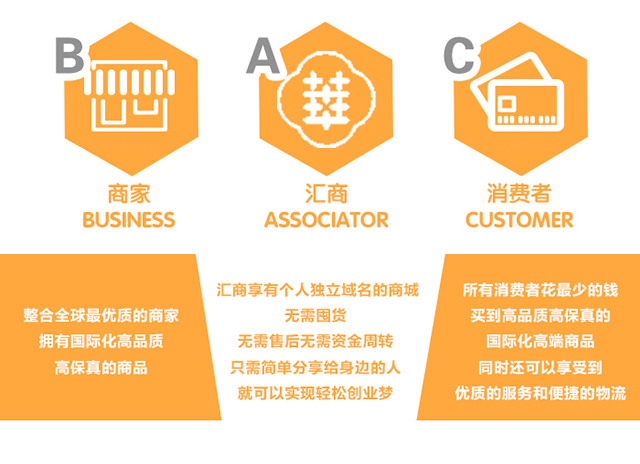 B
A
C
商家
汇商
消费者
BUSINESS
ASSOCIATOR
CUSTOMER
整合全球最优质的商家
拥有国际化高品质
高保真的商品
汇商享有个人独立域名的商城
无需囤货
无需售后无需资金周转
只需简单分享给身边的人
就可以实现轻松创业梦
所有消费者花最少的钱
买到高品质高保真的
国际化高端商品
同时还可以享受到
优质的服务和便捷的物流